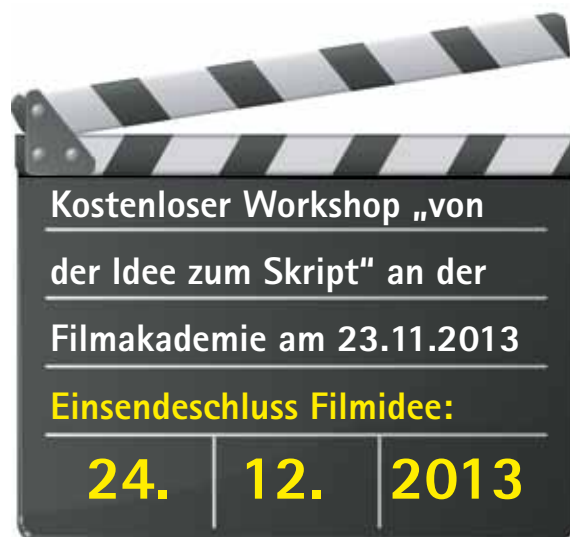 Kostenloser Workshop „von
der Idee zum Skript“ an der
Filmakademie am 23.11.2013
Einsendeschluss Filmidee:
24. 12. 2013